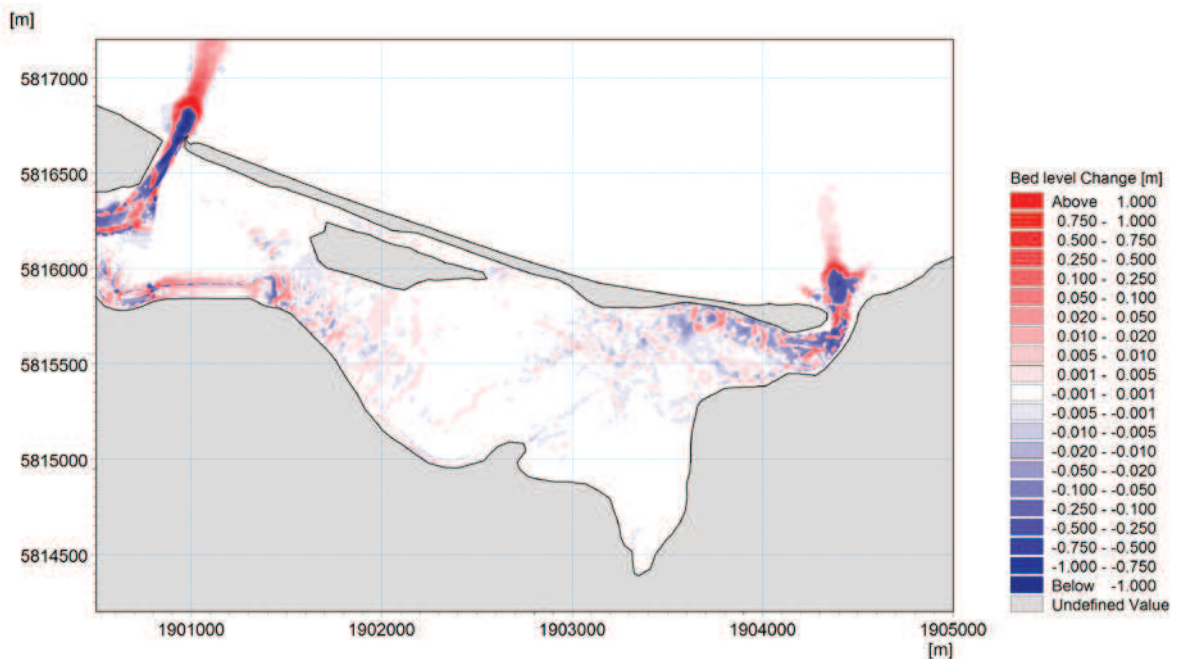 [m]
5817000
5816500
5816000
5815500
5815000
5814500
1901000 1902000 1903000 1904000 1905000
[m]
Bed level Change [m]
Above 1.000
0.750 - 1.000
0.500 - 0.750
0.250 - 0.500
0.100 - 0.250
0.050 - 0.100
0.020 - 0.050
0.010 - 0.020
0.005 - 0.010
0.001 - 0.005
-0.001 - 0.001
-0.005 - -0.001
-0.010 - -0.005
-0.020 - -0.010
-0.050 - -0.020
-0.100 - -0.050
-0.250 - -0.100
-0.500 - -0.250
-0.750 - -0.500
-1.000 - -0.750
Below -1.000
Undefined Value